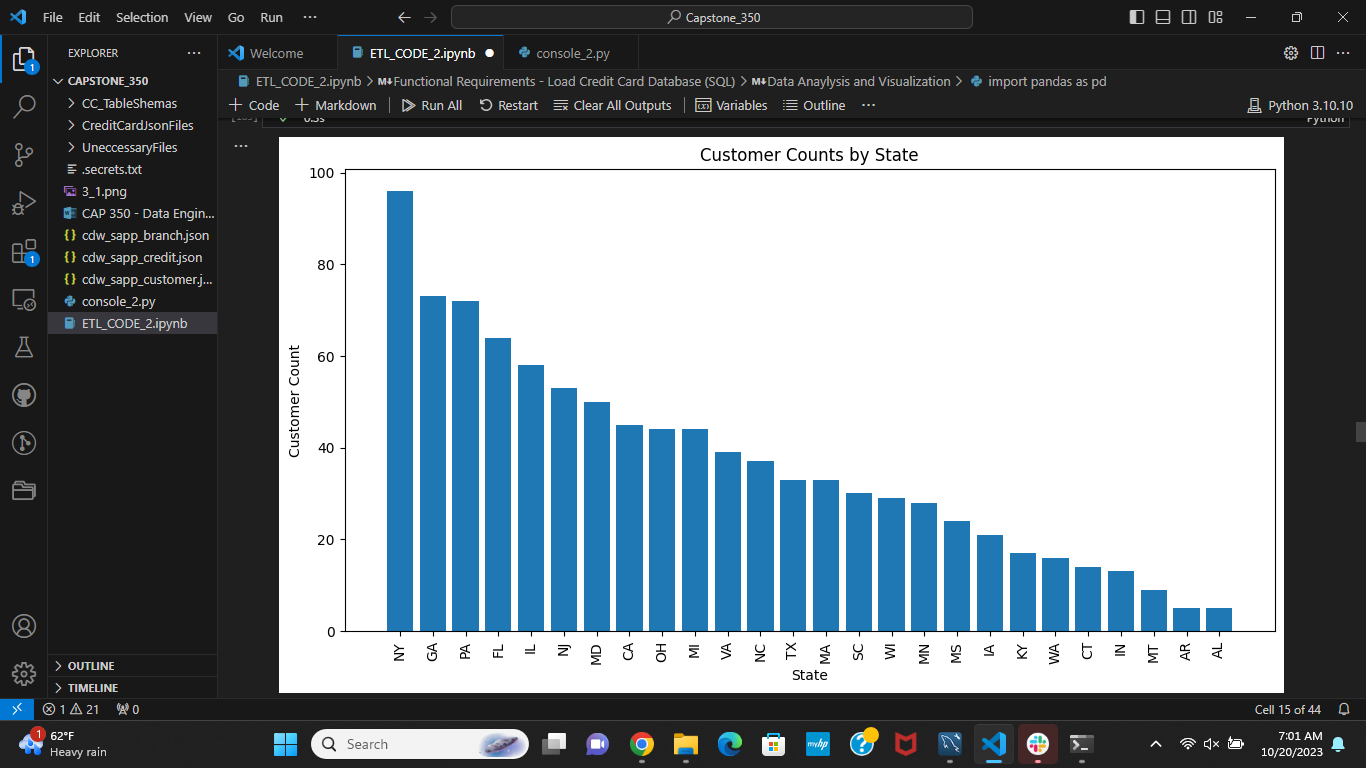 File Edit Selection View Go Run ··· Capstone_350
EXPLORER ···
CAPSTONE_350
CC_TableShemas
CreditCardJsonFiles
UneccessaryFiles
.secrets.txt
3_1.png
CAP 350 - Data Engin...
cdw_sapp_branch.json
cdw_sapp_credit.json
cdw_sapp_customer.j...
console_2.py
ETL_CODE_2.ipynb
OUTLINE
TIMELINE
1
1
Welcome ETL_CODE_2.ipynb console_2.py
ETL_CODE_2.ipynb > M↓Functional Requirements - Load Credit Card Database (SQL) > M↓Data Anaylysis and Visualization > import pandas as pd
+ Code + Markdown Run All Restart Clear All Outputs Variables Outline ··· Python 3.10.10
0.3s Python
Customer Counts by State
100
80
60
40
20
0
Customer Count
NY GA PA FL IL NJ MD CA OH MI VA NC TX MA SC WI MN MS IA KY WA CT IN MT AR AL
State
1 21 0 Cell 15 of 44
1
62°F
Heavy rain
Search
hp
7:01 AM
10/20/2023